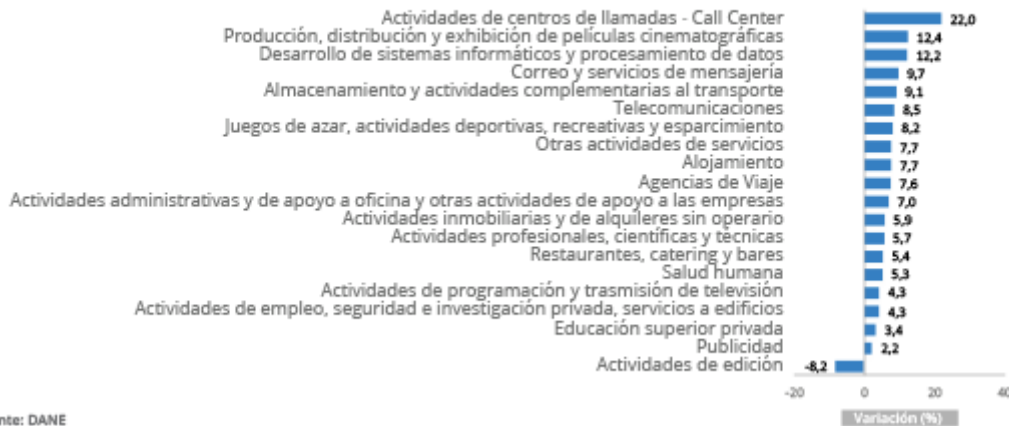 Actividades de centros de llamadas - Call Center 22,0
Producción, distribución y exhibición de películas cinematográficas 12,4
Desarrollo de sistemas informáticos y procesamiento de datos 12,2
Correo y servicios de mensajería 9,7
Almacenamiento y actividades complementarias al transporte 9,1
Telecomunicaciones 8,5
Juegos de azar, actividades deportivas, recreativas y esparcimiento 8,2
Otras actividades de servicios 7,7
Alojamiento 7,7
Agencias de Viaje 7,6
Actividades administrativas y de apoyo a oficina y otras actividades de apoyo a las empresas 7,0
Actividades inmobiliarias y de alquileres sin operario 5,9
Actividades profesionales, científicas y técnicas 5,7
Restaurantes, catering y bares 5,4
Salud humana 5,3
Actividades de programación y trasmisión de televisión 4,3
Actividades de empleo, seguridad e investigación privada, servicios a edificios 4,3
Educación superior privada 3,4
Publicidad 2,2
Actividades de edición -8,2
-20 0 20 40
Variación (%)
nte: DANE